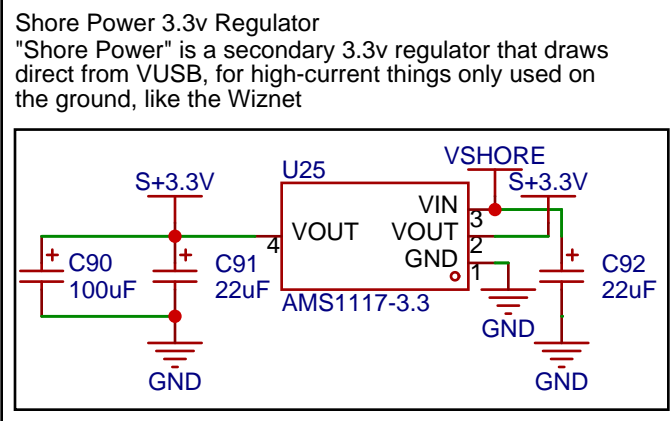 Shore Power 3.3v Regulator
"Shore Power" is a secondary 3.3v regulator that draws
direct from VUSB, for high-current things only used on
the ground, like the Wiznet
VSHORE
S+3.3V
U25
S+3.3V
VIN
3
4
VOUT
VOUT
2
GND
1
+
C90
100uF
+
C91
22uF
+
C92
22uF
AMS1117-3.3
GND
GND
GND